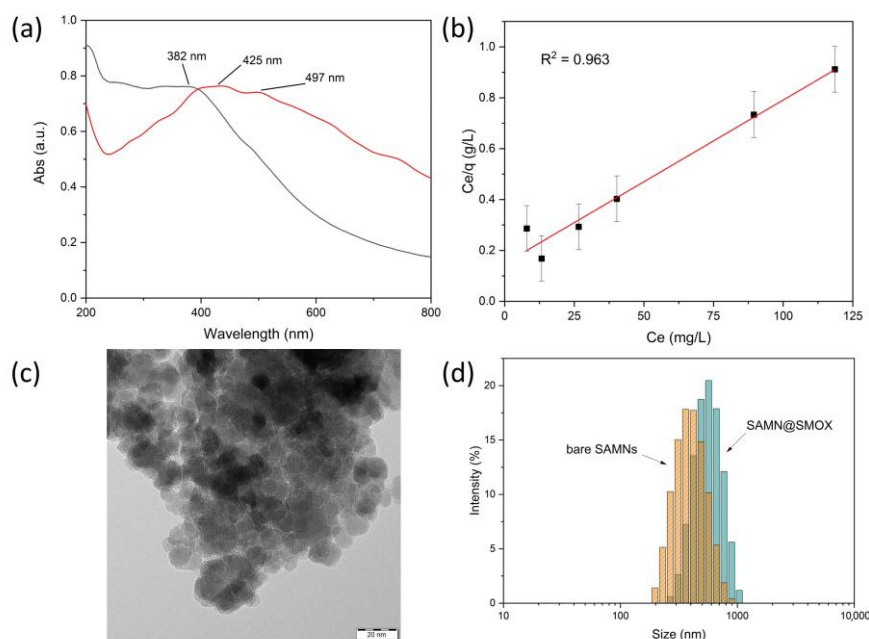 (a)
1.0
0.8
0.6
0.4
0.2
0.0
Abs (a.u.)
382 nm
425 nm
497 nm
200
400
600
800
Wavelength (nm)
(b)
1.0
0.8
0.6
0.4
0.2
0.0
Ce/q (g/L)
R² = 0.963
0
25
50
75
100
125
Ce (mg/L)
(c)
20 nm
(d)
20
15
10
5
0
Intensity (%)
bare SAMNs
SAMN@SMOX
10
100
1000
10,000
Size (nm)